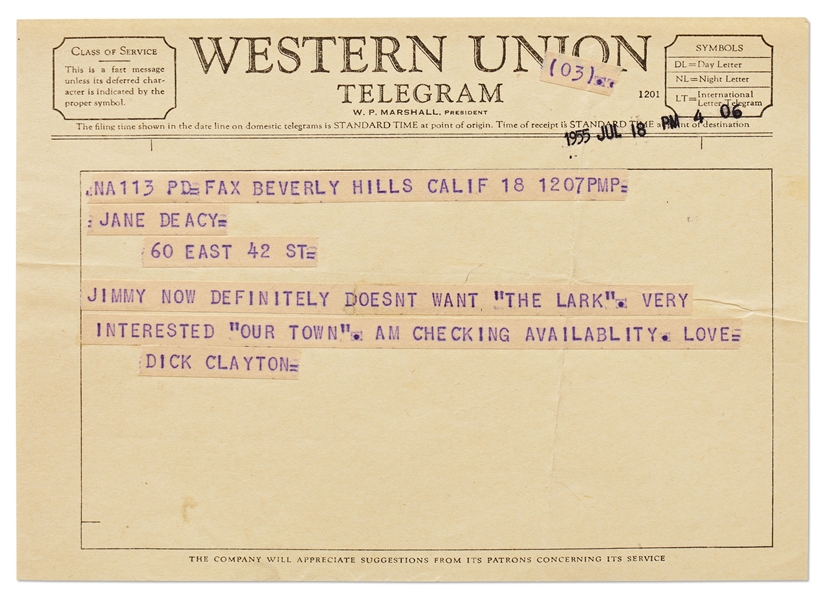 CLASS OF SERVICE
This is a fast message
unless its deferred char-
acter is indicated by the
proper symbol.
WESTERN UNION
TELEGRAM
W. P. MARSHALL, PRESIDENT
(03)
1201
SYMBOLS
DL=Day Letter
NL=Night Letter
LT=International Letter Telegram
The filing time shown in the date line on domestic telegrams is STANDARD TIME at point of origin. Time of receipt is STANDARD TIME at point of destination
1955 JUL 18 PM 4 06
NA113 PD=FAX BEVERLY HILLS CALIF 18 1207PMP=
JANE DEACY=
60 EAST 42 ST=
JIMMY NOW DEFINITELY DOESNT WANT "THE LARK". VERY
INTERESTED "OUR TOWN". AM CHECKING AVAILABLITY. LOVE=
DICK CLAYTON=
THE COMPANY WILL APPRECIATE SUGGESTIONS FROM ITS PATRONS CONCERNING ITS SERVICE